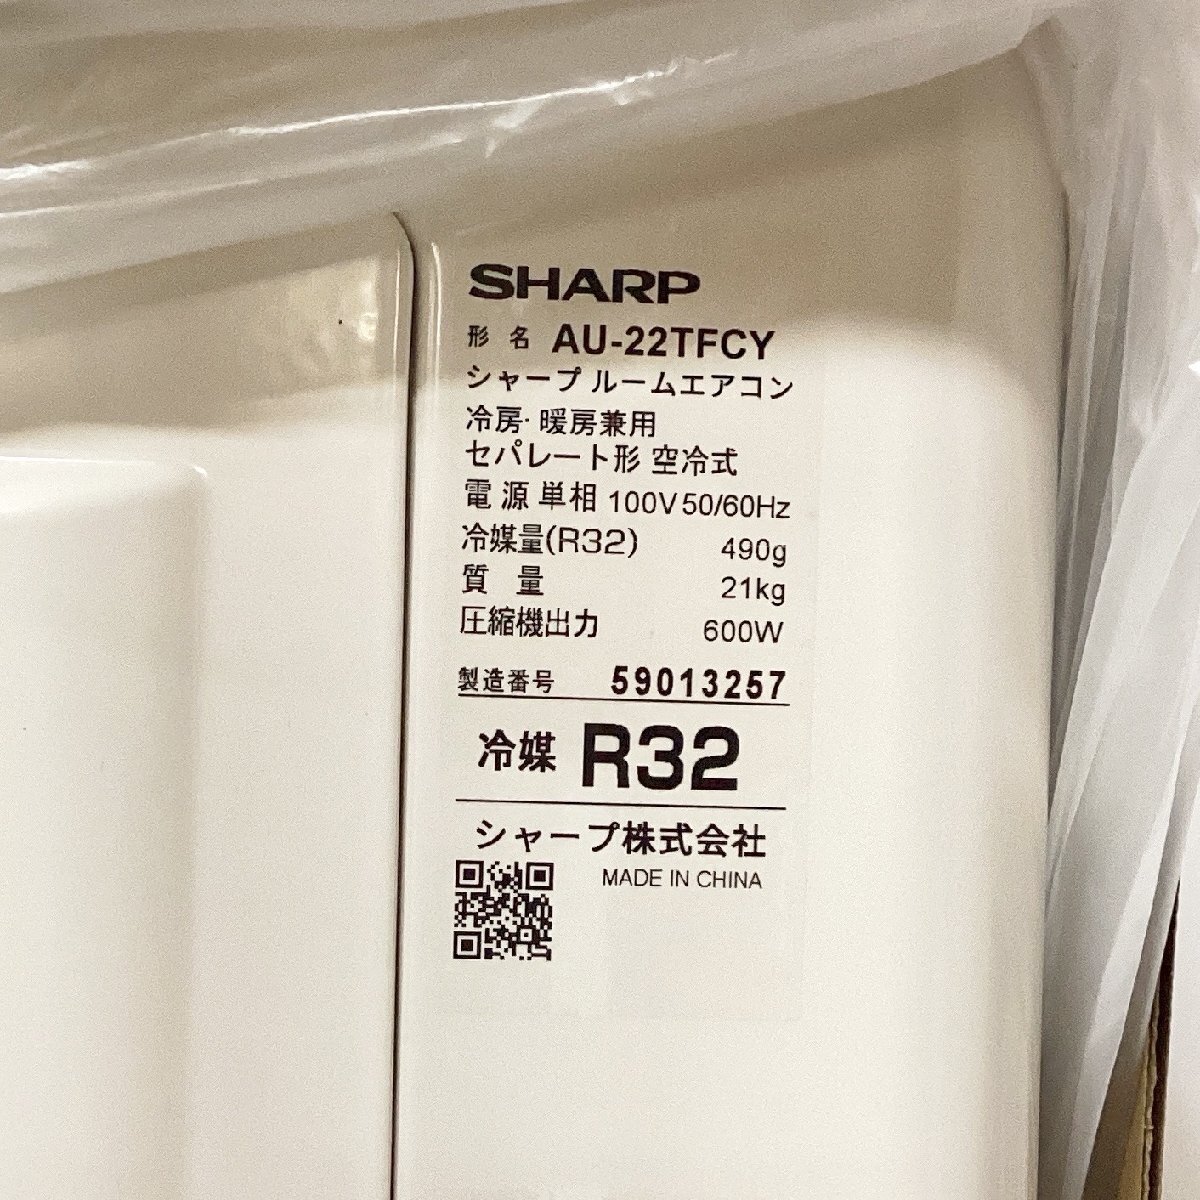 SHARP
形名 AU-22TFCY
シャープ ルームエアコン
冷房・暖房兼用
セパレート形 空冷式
電源 単相 100V 50/60Hz
冷媒量(R32) 490g
質量 21kg
圧縮機出力 600W
製造番号 59013257
冷媒 R32
シャープ株式会社
MADE IN CHINA